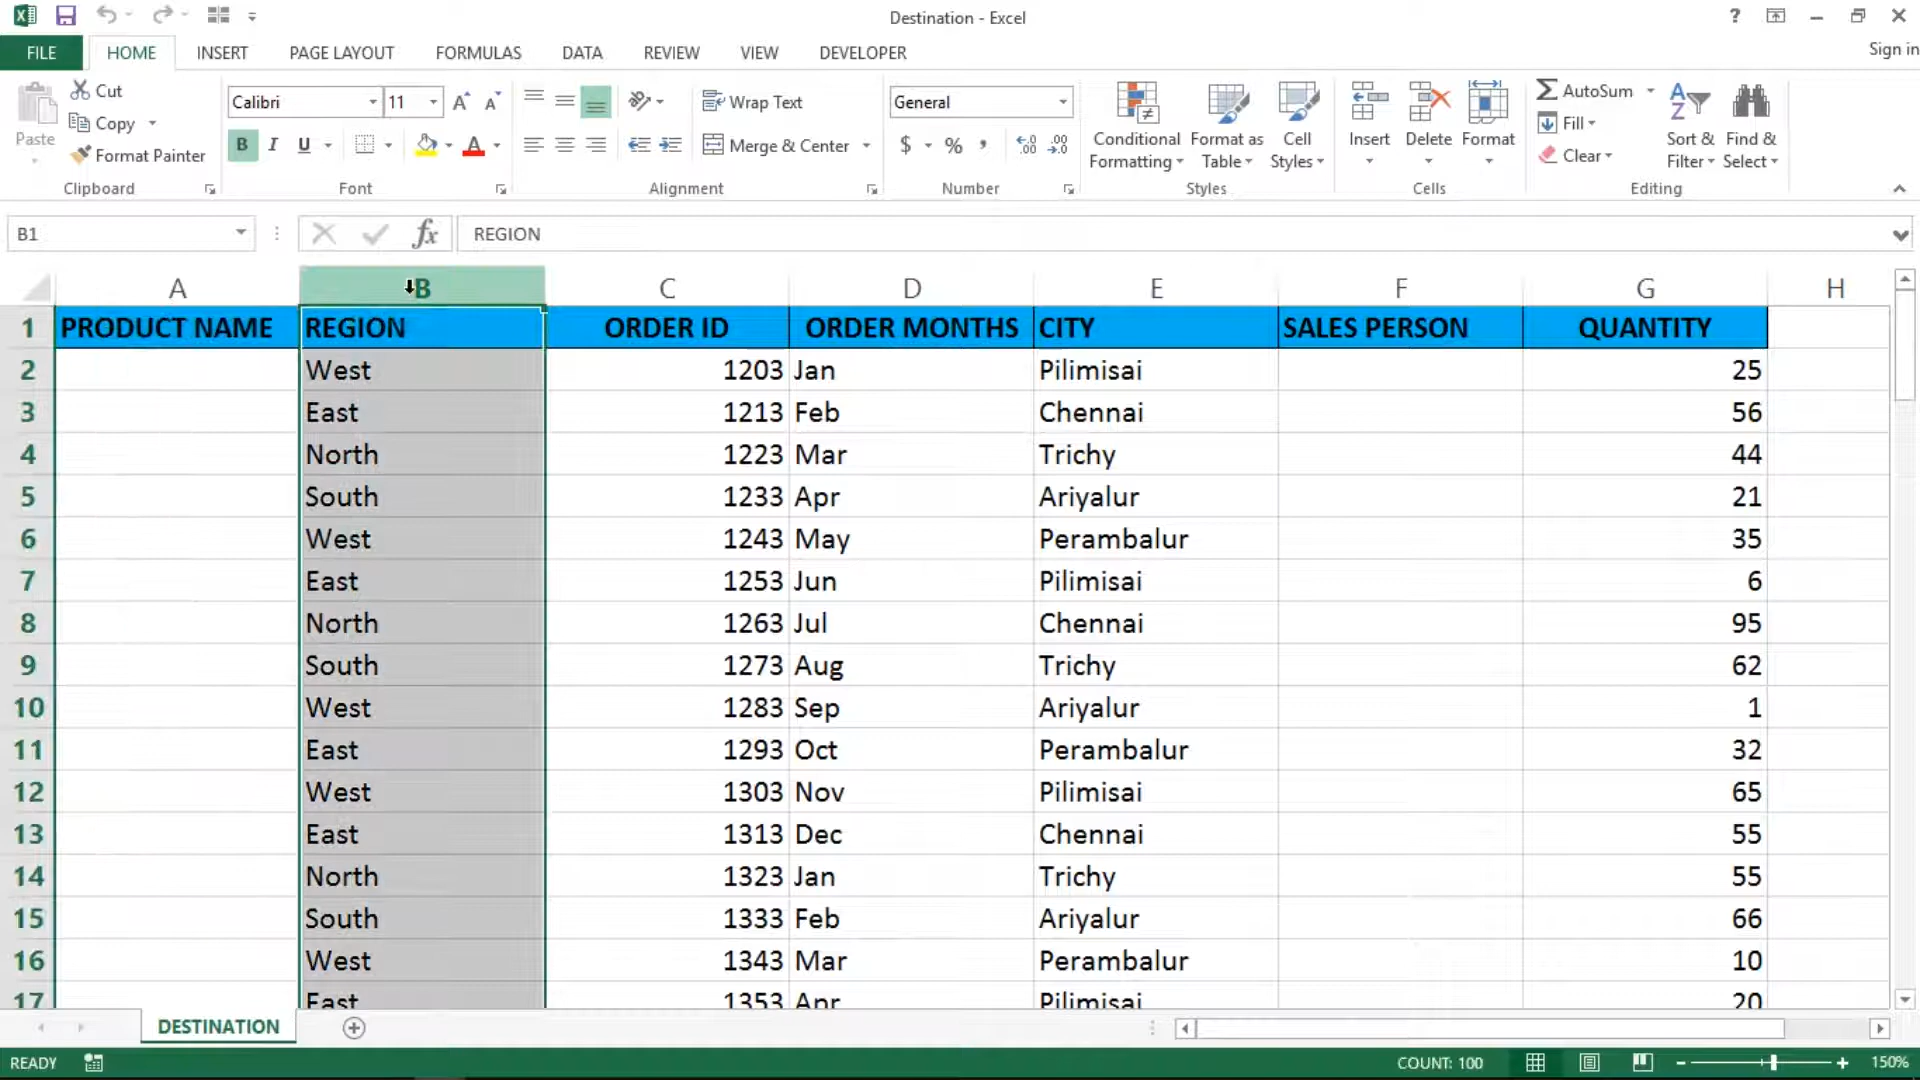 Destination - Excel
?
FILE HOME INSERT PAGE LAYOUT FORMULAS DATA REVIEW VIEW DEVELOPER Sign in
Paste
Cut
Copy
Format Painter
Clipboard
Calibri 11
B I U
Font
Wrap Text
Merge & Center
Alignment
General
$ % ,
Number
Conditional Formatting
Format as Table
Cell Styles
Styles
Insert
Delete
Format
Cells
AutoSum
Fill
Clear
Sort & Filter
Find & Select
Editing
B1 fx REGION
A B C D E F G H
1 PRODUCT NAME REGION ORDER ID ORDER MONTHS CITY SALES PERSON QUANTITY
2 West 1203 Jan Pilimisai 25
3 East 1213 Feb Chennai 56
4 North 1223 Mar Trichy 44
5 South 1233 Apr Ariyalur 21
6 West 1243 May Perambalur 35
7 East 1253 Jun Pilimisai 6
8 North 1263 Jul Chennai 95
9 South 1273 Aug Trichy 62
10 West 1283 Sep Ariyalur 1
11 East 1293 Oct Perambalur 32
12 West 1303 Nov Pilimisai 65
13 East 1313 Dec Chennai 55
14 North 1323 Jan Trichy 55
15 South 1333 Feb Ariyalur 66
16 West 1343 Mar Perambalur 10
17 East 1353 Apr Pilimisai 20
DESTINATION
READY COUNT: 100 150%